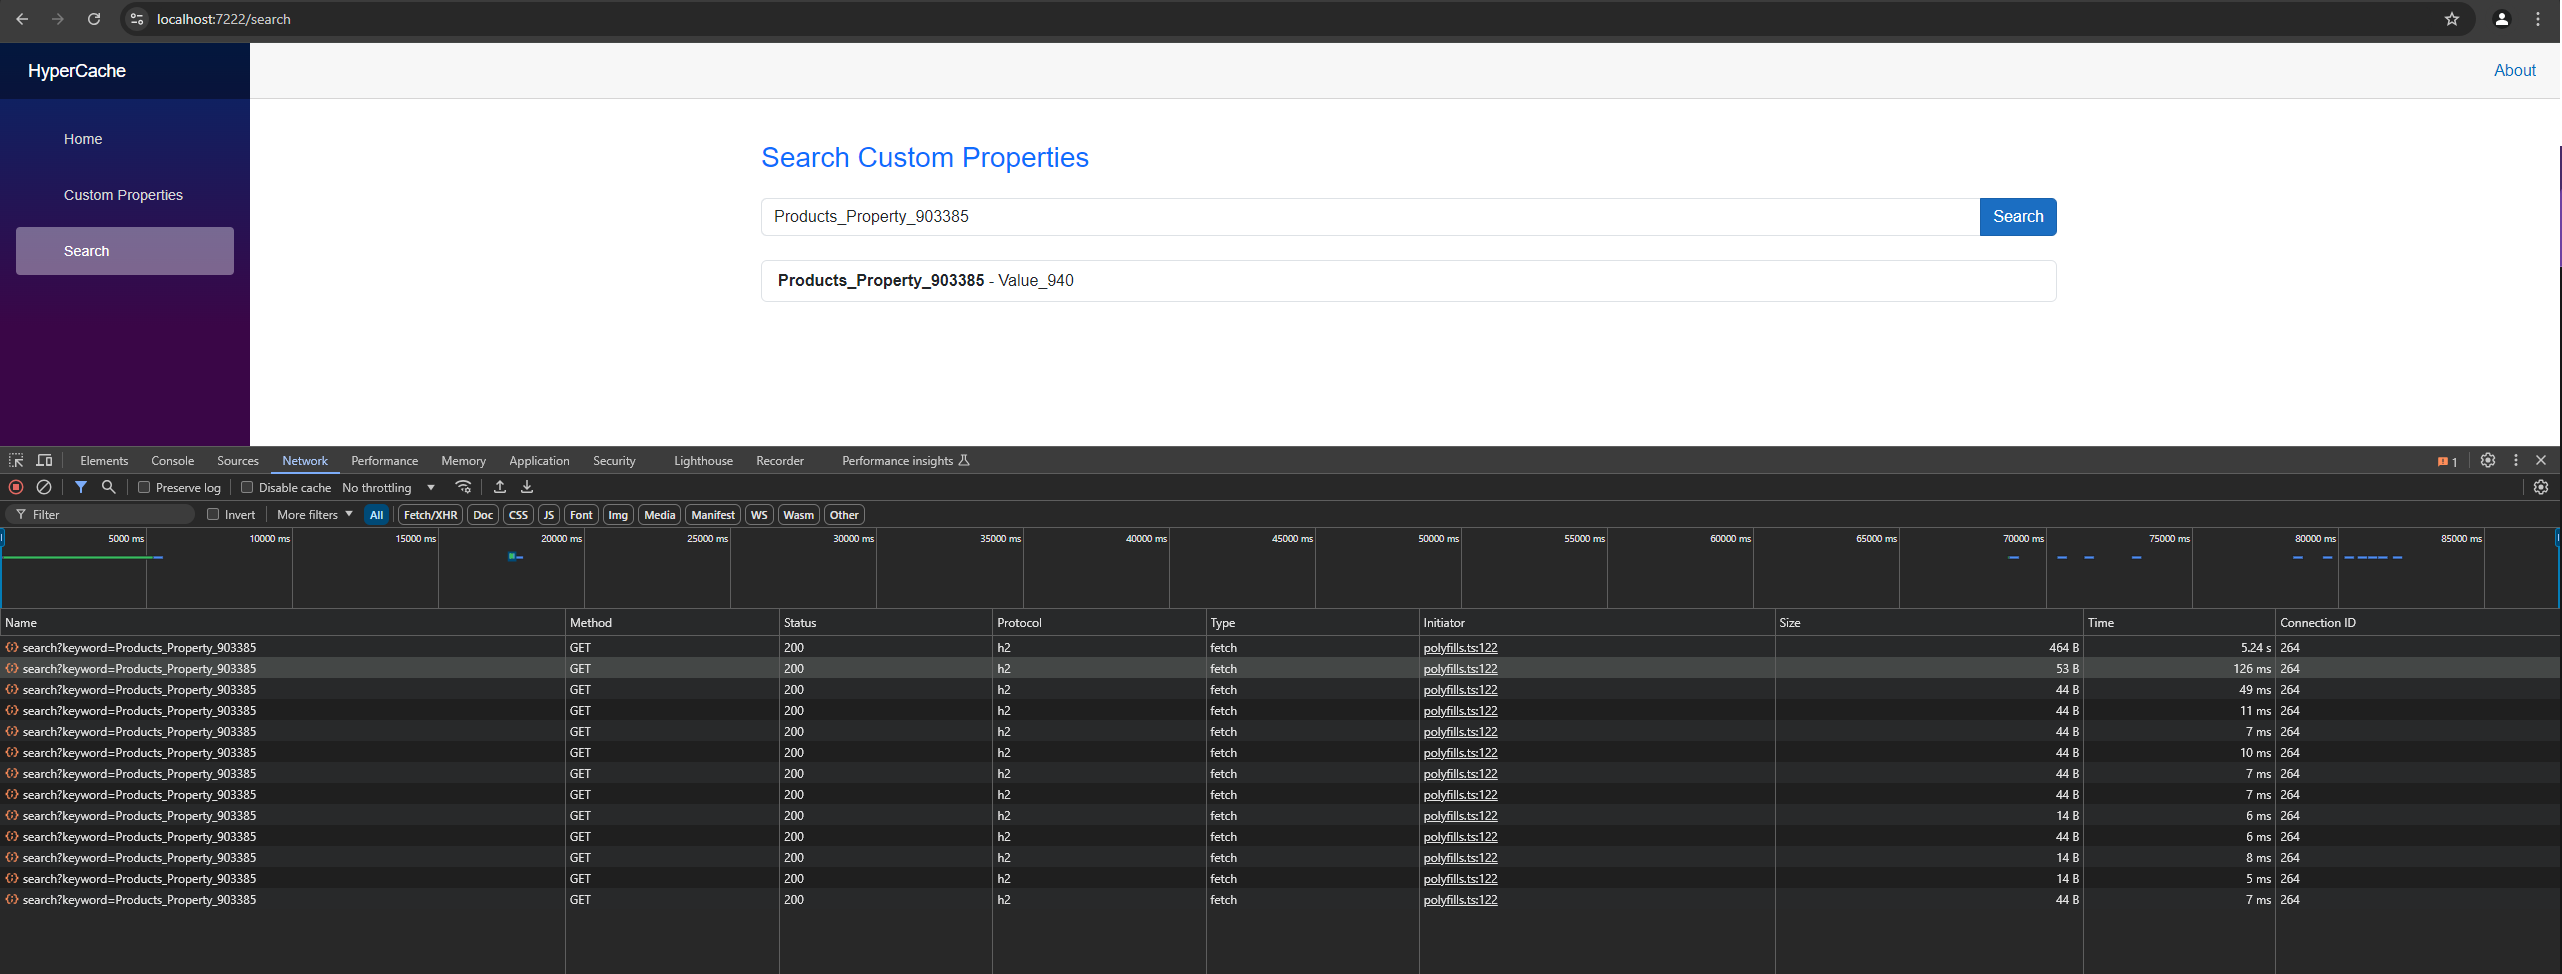 localhost:7222/search
HyperCache
About
Home
Custom Properties
Search
Search Custom Properties
Products_Property_903385
Search
Products_Property_903385 - Value_940
Elements Console Sources Network Performance Memory Application Security Lighthouse Recorder Performance insights 1
Preserve log Disable cache No throttling
Filter Invert More filters All Fetch/XHR Doc CSS JS Font Img Media Manifest WS Wasm Other
5000 ms 10000 ms 15000 ms 20000 ms 25000 ms 30000 ms 35000 ms 40000 ms 45000 ms 50000 ms 55000 ms 60000 ms 65000 ms 70000 ms 75000 ms 80000 ms 85000 ms
Name Method Status Protocol Type Initiator Size Time Connection ID
search?keyword=Products_Property_903385 GET 200 h2 fetch polyfills.ts:122 464 B 5.24 s 264
search?keyword=Products_Property_903385 GET 200 h2 fetch polyfills.ts:122 53 B 126 ms 264
search?keyword=Products_Property_903385 GET 200 h2 fetch polyfills.ts:122 44 B 49 ms 264
search?keyword=Products_Property_903385 GET 200 h2 fetch polyfills.ts:122 44 B 11 ms 264
search?keyword=Products_Property_903385 GET 200 h2 fetch polyfills.ts:122 44 B 7 ms 264
search?keyword=Products_Property_903385 GET 200 h2 fetch polyfills.ts:122 44 B 10 ms 264
search?keyword=Products_Property_903385 GET 200 h2 fetch polyfills.ts:122 44 B 7 ms 264
search?keyword=Products_Property_903385 GET 200 h2 fetch polyfills.ts:122 44 B 7 ms 264
search?keyword=Products_Property_903385 GET 200 h2 fetch polyfills.ts:122 14 B 6 ms 264
search?keyword=Products_Property_903385 GET 200 h2 fetch polyfills.ts:122 44 B 6 ms 264
search?keyword=Products_Property_903385 GET 200 h2 fetch polyfills.ts:122 14 B 8 ms 264
search?keyword=Products_Property_903385 GET 200 h2 fetch polyfills.ts:122 14 B 5 ms 264
search?keyword=Products_Property_903385 GET 200 h2 fetch polyfills.ts:122 44 B 7 ms 264